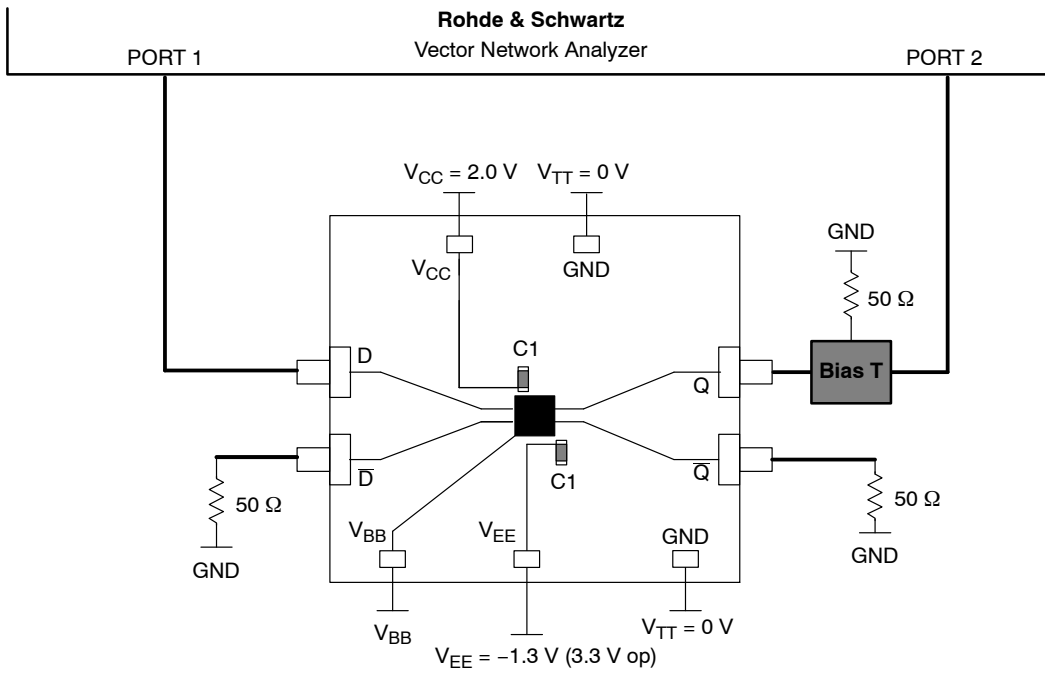 Rohde & Schwartz
Vector Network Analyzer
PORT 1
PORT 2
VCC = 2.0 V
VTT = 0 V
GND
VCC
GND
50 Ω
D
C1
Q
Bias T
D̅
C1
Q̅
50 Ω
50 Ω
VBB
VEE
GND
GND
GND
VBB
VTT = 0 V
VEE = −1.3 V (3.3 V op)